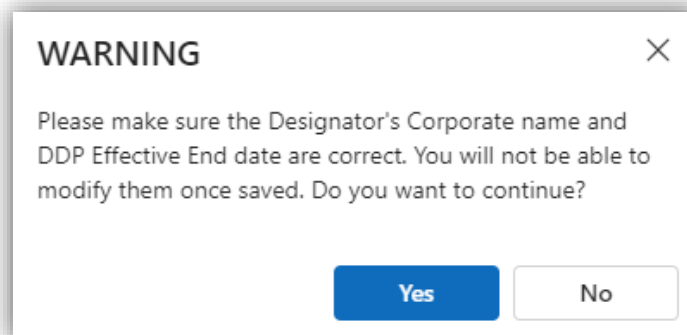 WARNING
Please make sure the Designator's Corporate name and
DDP Effective End date are correct. You will not be able to
modify them once saved. Do you want to continue?
Yes
No